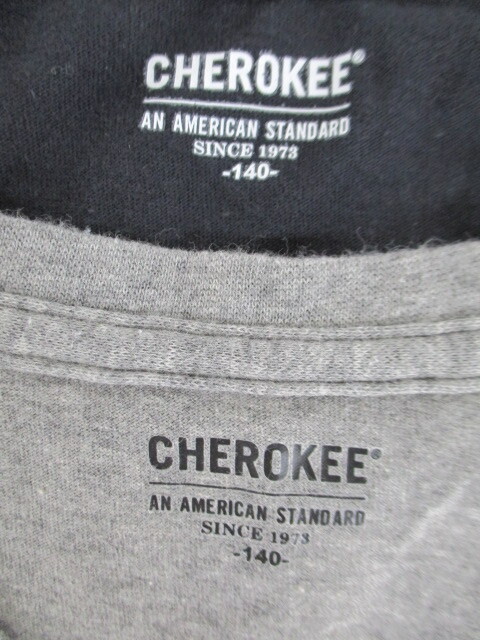 CHEROKEE®
AN AMERICAN STANDARD
SINCE 1973
-140-
CHEROKEE®
AN AMERICAN STANDARD
SINCE 1973
-140-